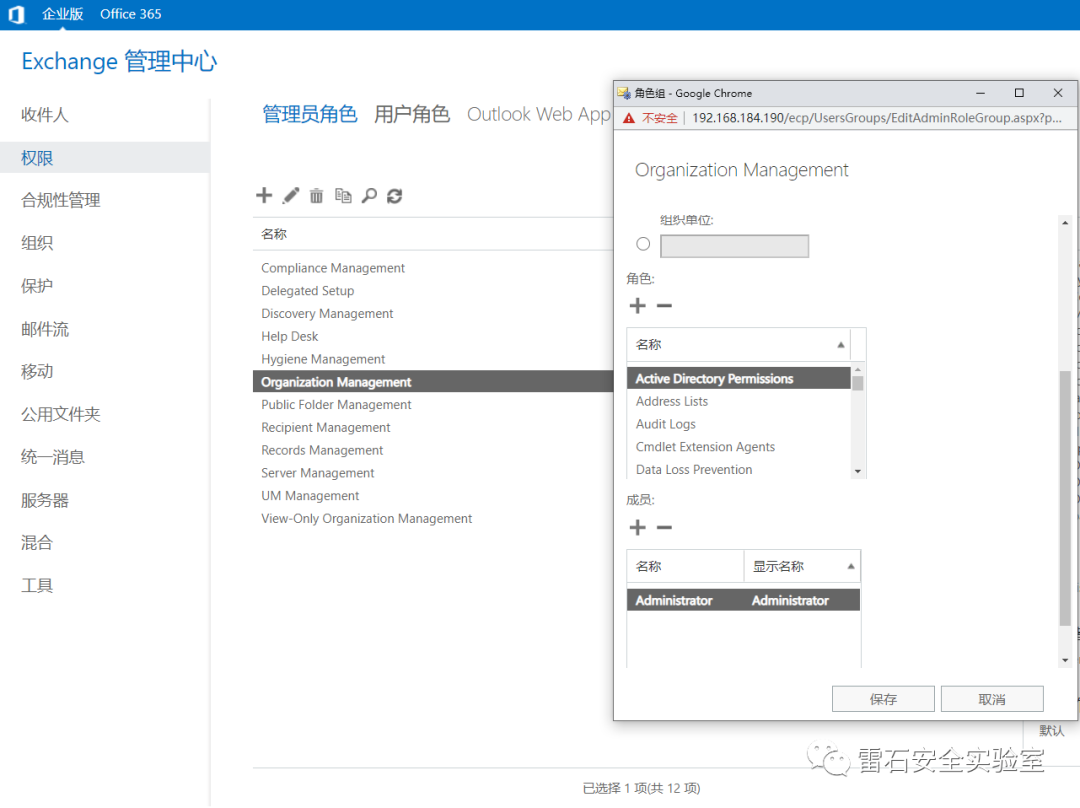 企业版 Office 365
Exchange 管理中心
收件人
权限
合规性管理
组织
保护
邮件流
移动
公用文件夹
统一消息
服务器
混合
工具
管理员角色 用户角色 Outlook Web App
名称
Compliance Management
Delegated Setup
Discovery Management
Help Desk
Hygiene Management
Organization Management
Public Folder Management
Recipient Management
Records Management
Server Management
UM Management
View-Only Organization Management
已选择 1 项(共 12 项)
角色组 - Google Chrome
不安全 192.168.184.190/ecp/UsersGroups/EditAdminRoleGroup.aspx?p...
Organization Management
组织单位:
角色:
名称
Active Directory Permissions
Address Lists
Audit Logs
Cmdlet Extension Agents
Data Loss Prevention
成员:
名称 显示名称
Administrator Administrator
保存 取消
默认
雷石安全实验室